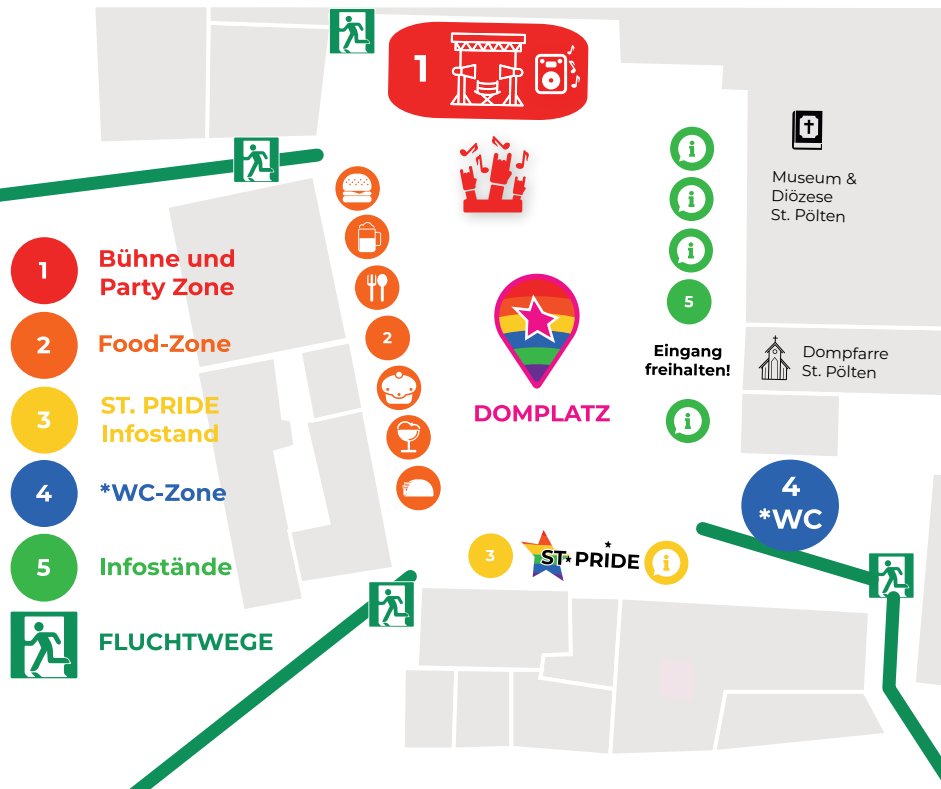 1
Museum &
Diözese
St. Pölten
1
Bühne und
Party Zone
2
Food-Zone
3
ST. PRIDE
Infostand
4
*WC-Zone
5
Infostände
FLUCHTWEGE
2
i
i
i
5
Eingang
freihalten!
i
Dompfarre
St. Pölten
DOMPLATZ
4
*WC
3
ST. PRIDE
i